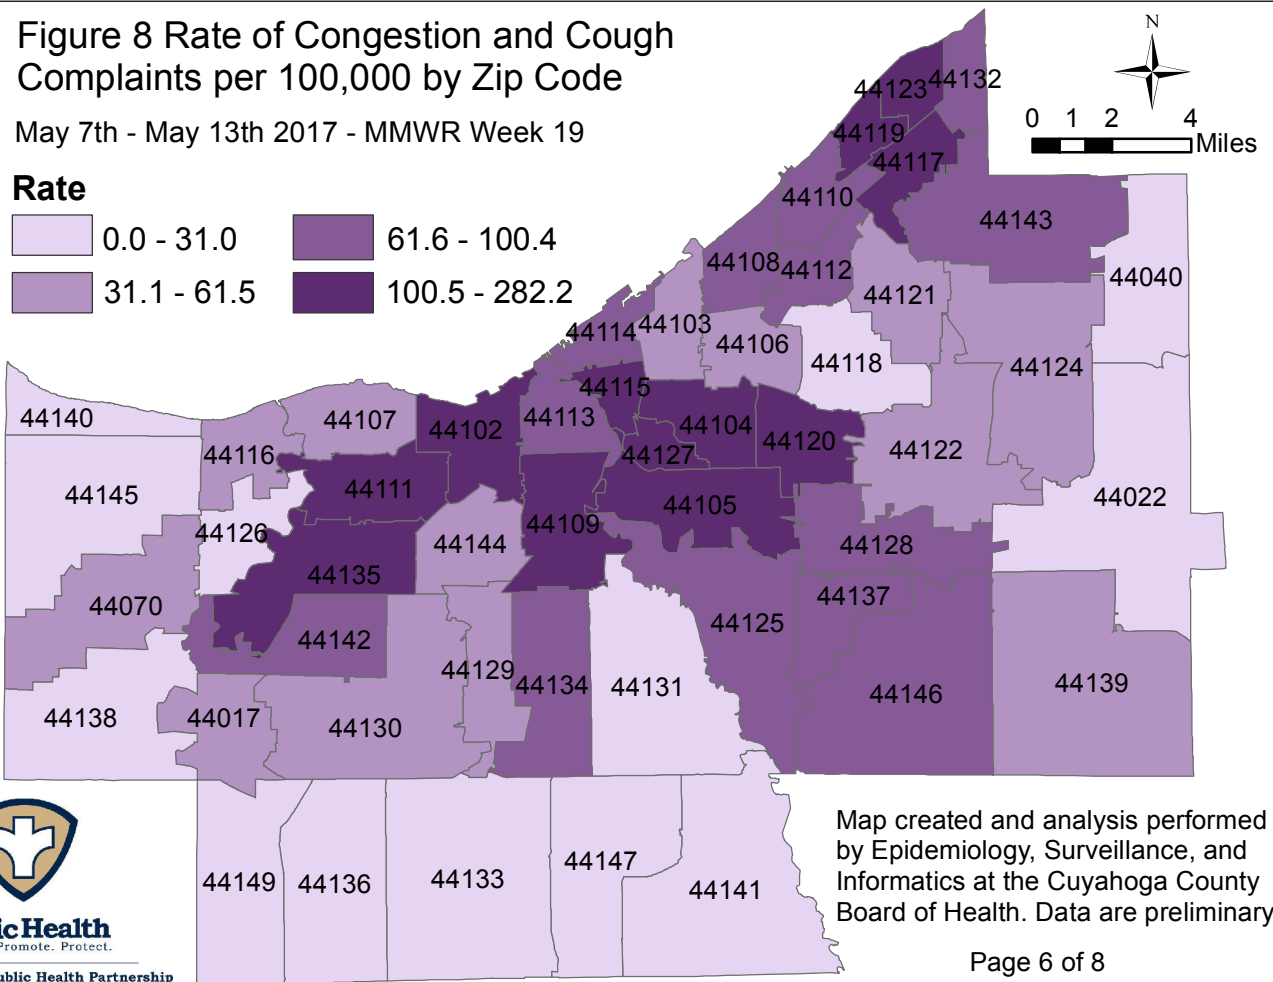 Figure 8 Rate of Congestion and Cough
Complaints per 100,000 by Zip Code
May 7th - May 13th 2017 - MMWR Week 19
Rate
0.0 - 31.0
61.6 - 100.4
31.1 - 61.5
100.5 - 282.2
N
0 1 2 4
Miles
44123
44132
44119
44117
44110
44143
44108
44112
44040
44121
44114
44103
44106
44118
44124
44115
44140
44107
44102
44113
44104
44120
44116
44127
44122
44111
44145
44105
44022
44126
44109
44144
44128
44135
44070
44137
44125
44142
44129
44134
44131
44146
44139
44138
44017
44130
44149
44136
44133
44147
44141
Map created and analysis performed
by Epidemiology, Surveillance, and
Informatics at the Cuyahoga County
Board of Health. Data are preliminary
Page 6 of 8
ic Health
Promote. Protect.
ublic Health Partnership